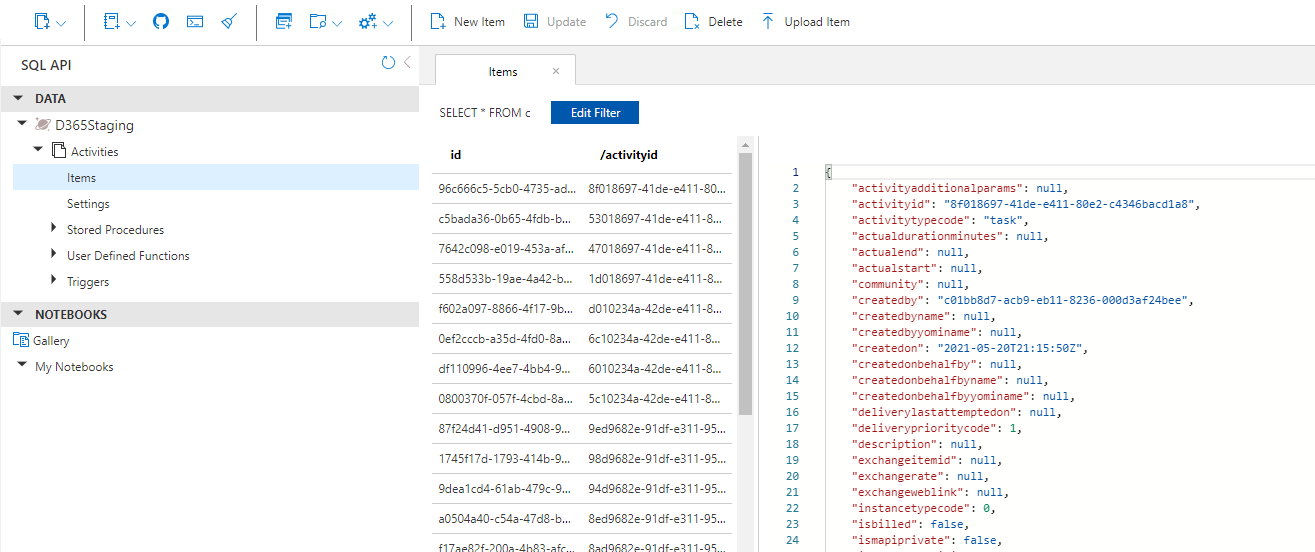 New Item Update Discard Delete Upload Item
SQL API
DATA
D365Staging
Activities
Items
Settings
Stored Procedures
User Defined Functions
Triggers
NOTEBOOKS
Gallery
My Notebooks
Items
SELECT * FROM c Edit Filter
id /activityid
96c666c5-5cb0-4735-ad... 8f018697-41de-e411-80...
c5bada36-0b65-4fdb-b... 53018697-41de-e411-8...
7642c098-e019-453a-af... 47018697-41de-e411-8...
558d533b-19ae-4a42-b... 1d018697-41de-e411-8...
f602a097-8866-4f17-9b... d010234a-42de-e411-8...
0ef2cccb-a35d-4fd0-8a... 6c10234a-42de-e411-8...
df110996-4ee7-4bb4-9... 6010234a-42de-e411-8...
0800370f-057f-4cbd-8a... 5c10234a-42de-e411-8...
87f24d41-d951-4908-9... 9ed9682e-91df-e311-95...
1745f17d-1793-414b-9... 98d9682e-91df-e311-95...
9dea1cd4-61ab-479c-9... 94d9682e-91df-e311-95...
a0504a40-c54a-47d8-b... 8ed9682e-91df-e311-95...
f17ae82f-200a-4b83-afc... 8ad9682e-91df-e311-95...
1 {
2 "activityadditionalparams": null,
3 "activityid": "8f018697-41de-e411-80e2-c4346bacd1a8",
4 "activitytypecode": "task",
5 "actualdurationminutes": null,
6 "actualend": null,
7 "actualstart": null,
8 "community": null,
9 "createdby": "c01bb8d7-acb9-eb11-8236-000d3af24bee",
10 "createdbyname": null,
11 "createdbyyominame": null,
12 "createdon": "2021-05-20T21:15:50Z",
13 "createdonbehalfby": null,
14 "createdonbehalfbyname": null,
15 "createdonbehalfbyyominame": null,
16 "deliverylastattemptedon": null,
17 "deliveryprioritycode": 1,
18 "description": null,
19 "exchangeitemid": null,
20 "exchangerate": null,
21 "exchangeweblink": null,
22 "instancetypecode": 0,
23 "isbilled": false,
24 "ismapiprivate": false,